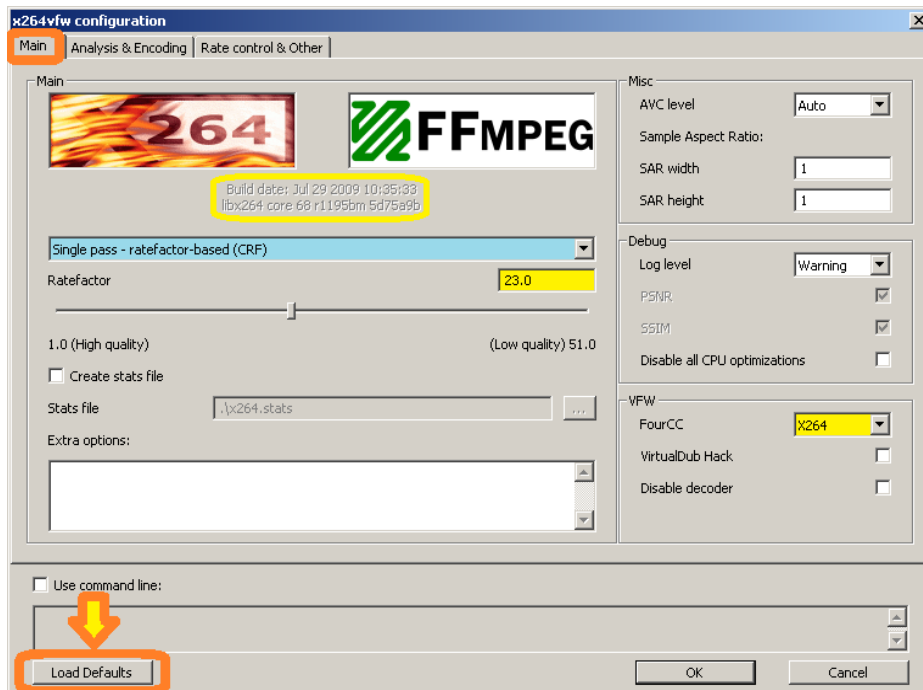 x264vfw configuration
Main
Analysis & Encoding
Rate control & Other
Main
264
FFMPEG
Build date: Jul 29 2009 10:35:33
libx264 core 68 r1195bm 5d75a9b
Single pass - ratefactor-based (CRF)
Ratefactor
23.0
1.0 (High quality)
(Low quality) 51.0
Create stats file
Stats file
.\x264.stats
...
Extra options:
Misc
AVC level
Auto
Sample Aspect Ratio:
SAR width
1
SAR height
1
Debug
Log level
Warning
PSNR
SSIM
Disable all CPU optimizations
VFW
FourCC
X264
VirtualDub Hack
Disable decoder
Use command line:
Load Defaults
OK
Cancel